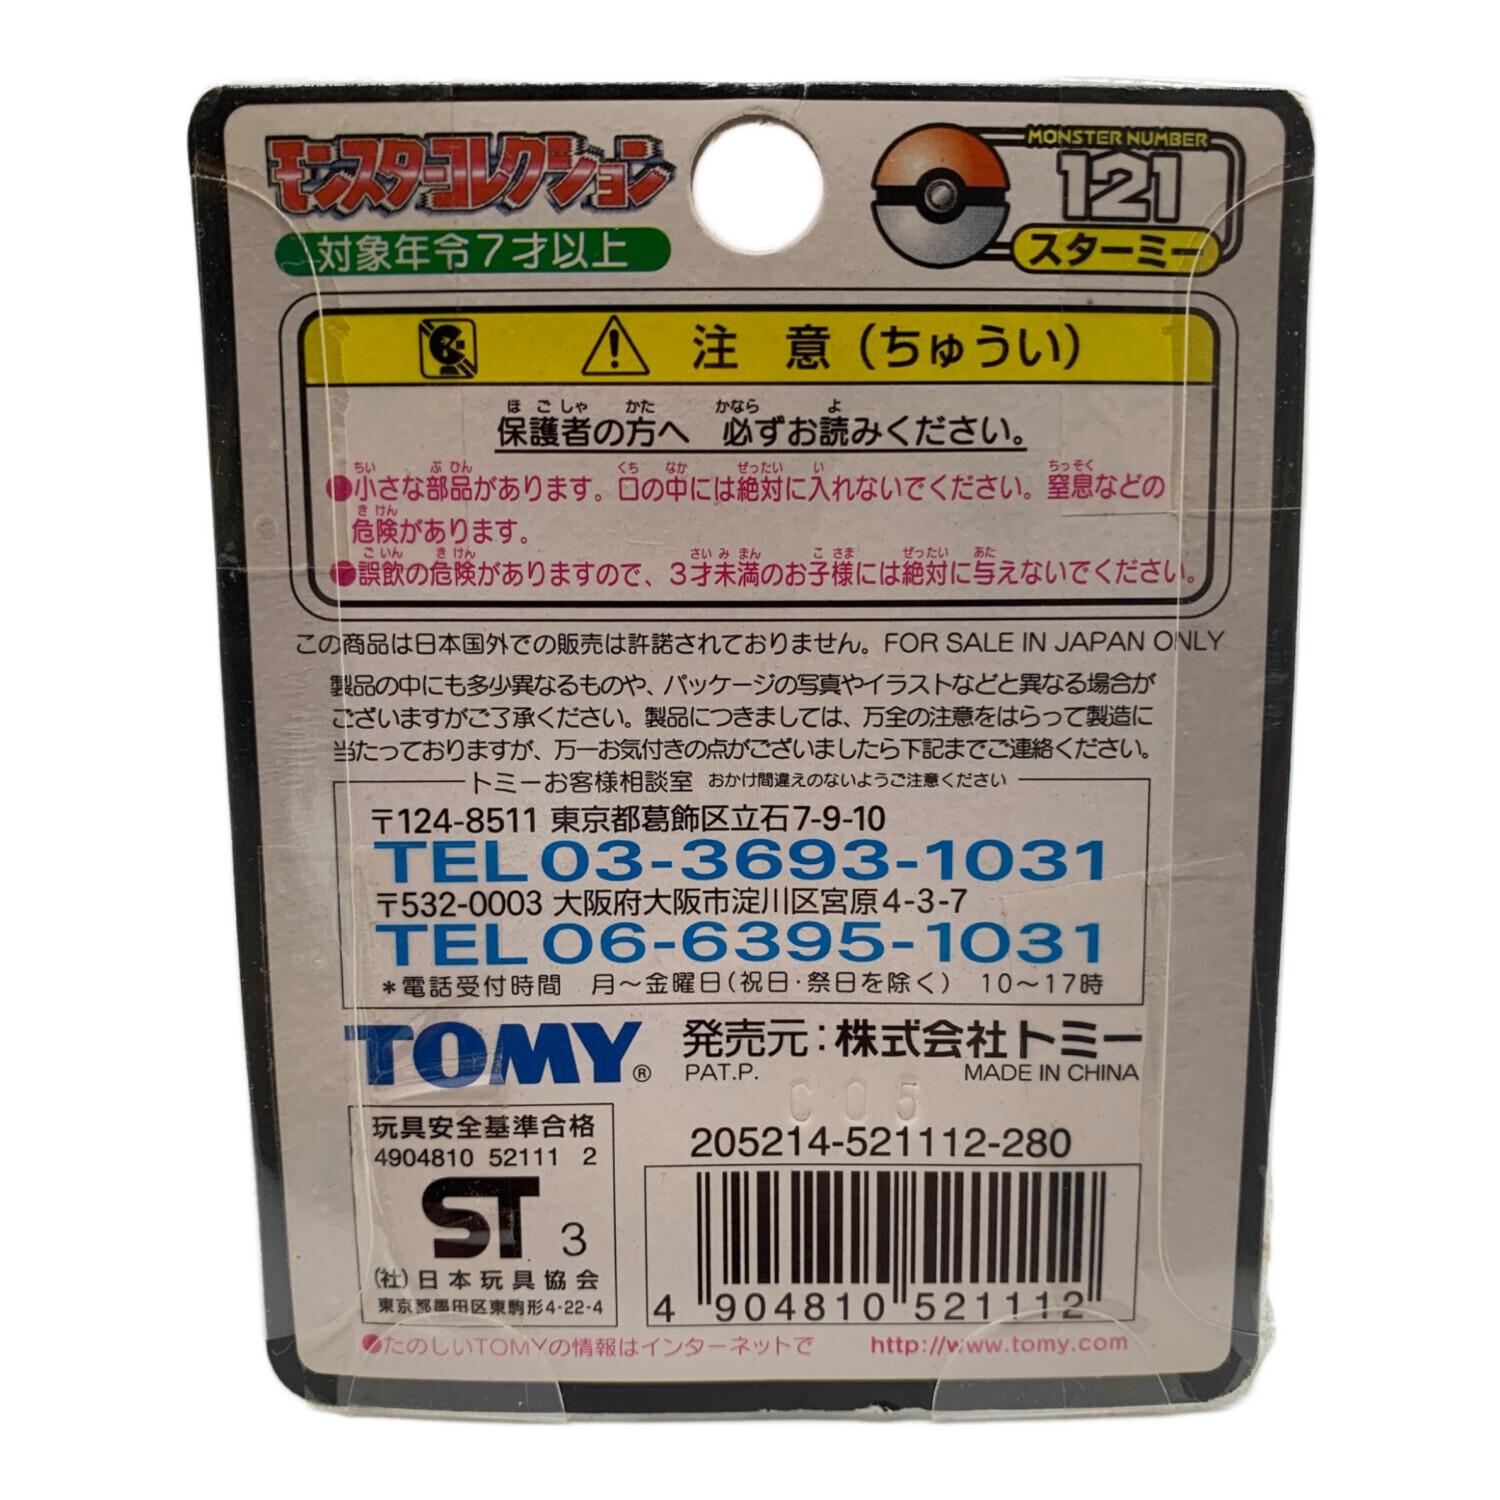 モンスターコレクション
対象年令7才以上
MONSTER NUMBER
121
スターミー
注 意 (ちゅうい)
ほごしゃ かた かなら よ
保護者の方へ 必ずお読みください。
ちい ぶひん くち なか ぜったい い ちっそく
●小さな部品があります。口の中には絶対に入れないでください。窒息などの
きけん
危険があります。
ごいん きけん さいみまん こさま ぜったい あた
●誤飲の危険がありますので、3才未満のお子様には絶対に与えないでください。
この商品は日本国外での販売は許諾されておりません。FOR SALE IN JAPAN ONLY
製品の中にも多少異なるものや、パッケージの写真やイラストなどと異なる場合が
ございますがご了承ください。製品につきましては、万全の注意をはらって製造に
当たっておりますが、万一お気付きの点がございましたら下記までご連絡ください。
トミーお客様相談室 おかけ間違えのないようご注意ください
〒124-8511 東京都葛飾区立石7-9-10
TEL 03-3693-1031
〒532-0003 大阪府大阪市淀川区宮原4-3-7
TEL 06-6395-1031
*電話受付時間 月～金曜日(祝日・祭日を除く) 10～17時
TOMY® 発売元:株式会社トミー
PAT.P. MADE IN CHINA
C05
玩具安全基準合格
4904810 52111 2
ST 3
(社)日本玩具協会
東京都墨田区東駒形4-22-4
205214-521112-280
4 904810 521112
●たのしいTOMYの情報はインターネットで http://www.tomy.com